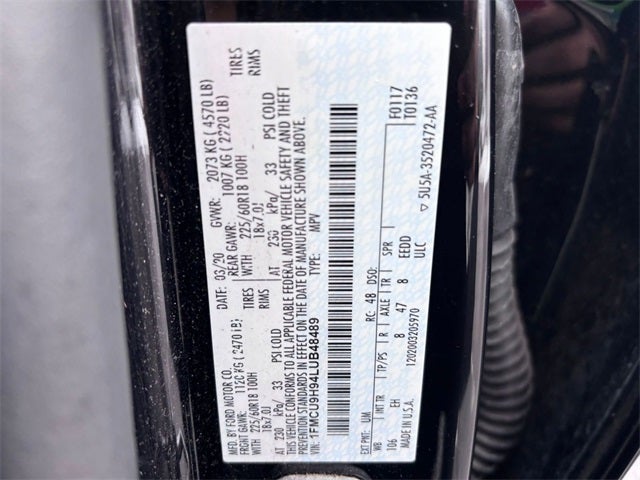 MFD. BY FORD MOTOR CO.
DATE: 03/20 GVWR: 2073 KG ( 4570 LB)
FRONT GAWR: 1120 KG ( 2470 LB) REAR GAWR: 1007 KG ( 2220 LB)
WITH 225/60R18 100H TIRES WITH 225/60R18 100H TIRES
18x7.0J RIMS 18x7.0J RIMS
AT 230 kPa/ 33 PSI COLD AT 230 kPa/ 33 PSI COLD
THIS VEHICLE CONFORMS TO ALL APPLICABLE FEDERAL MOTOR VEHICLE SAFETY AND THEFT
PREVENTION STANDARDS IN EFFECT ON THE DATE OF MANUFACTURE SHOWN ABOVE.
VIN: 1FMCU9H94LUB48489 TYPE: MPV
F0117
T0136
EXT PNT: UM RC: 48 DSO:
WB INT TR TP/PS R AXLE TR SPR
106 EH 8 47 8 EEDD
MADE IN U.S.A. ULC
1202003205970
5U5A-3520472-AA